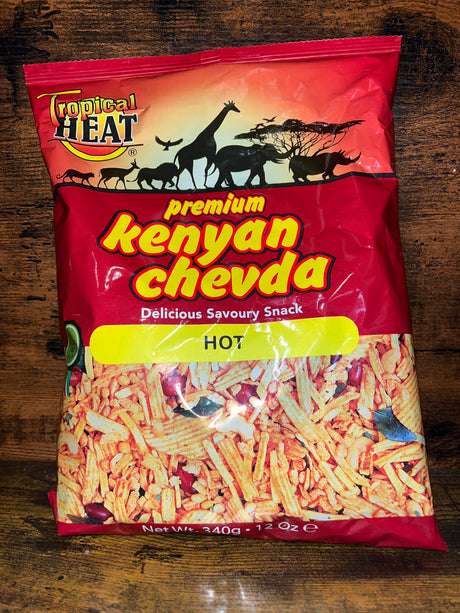 Tropical
HEAT
®
premium
kenyan
chevda
Delicious Savoury Snack
HOT
Net Wt. 340g - 12 Oz ℮